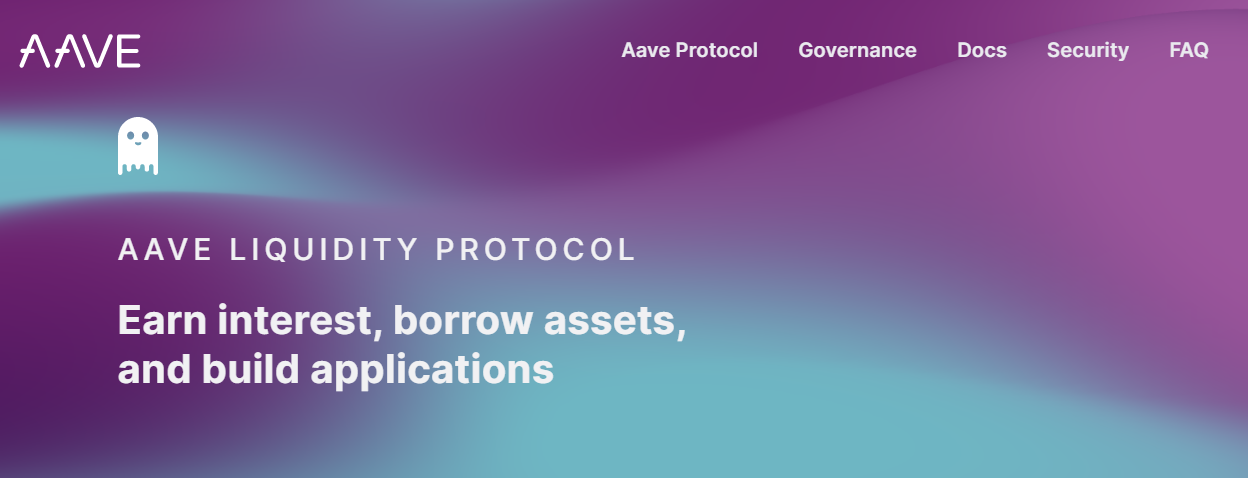 AAVE
Aave Protocol Governance Docs Security FAQ
AAVE LIQUIDITY PROTOCOL
Earn interest, borrow assets,
and build applications